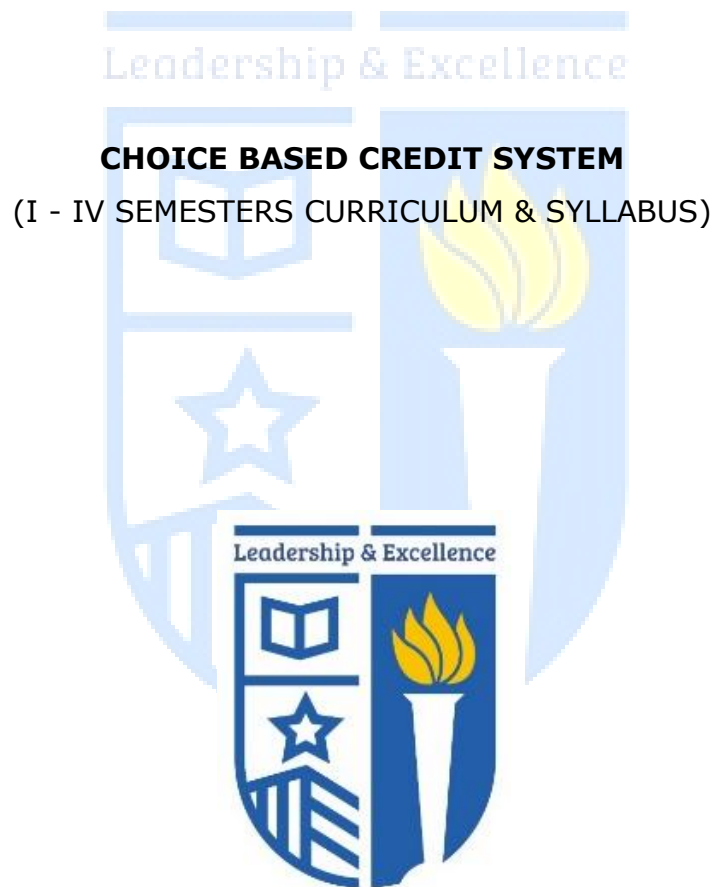 Leadership & Excellence
CHOICE BASED CREDIT SYSTEM
(I - IV SEMESTERS CURRICULUM & SYLLABUS)
Leadership & Excellence